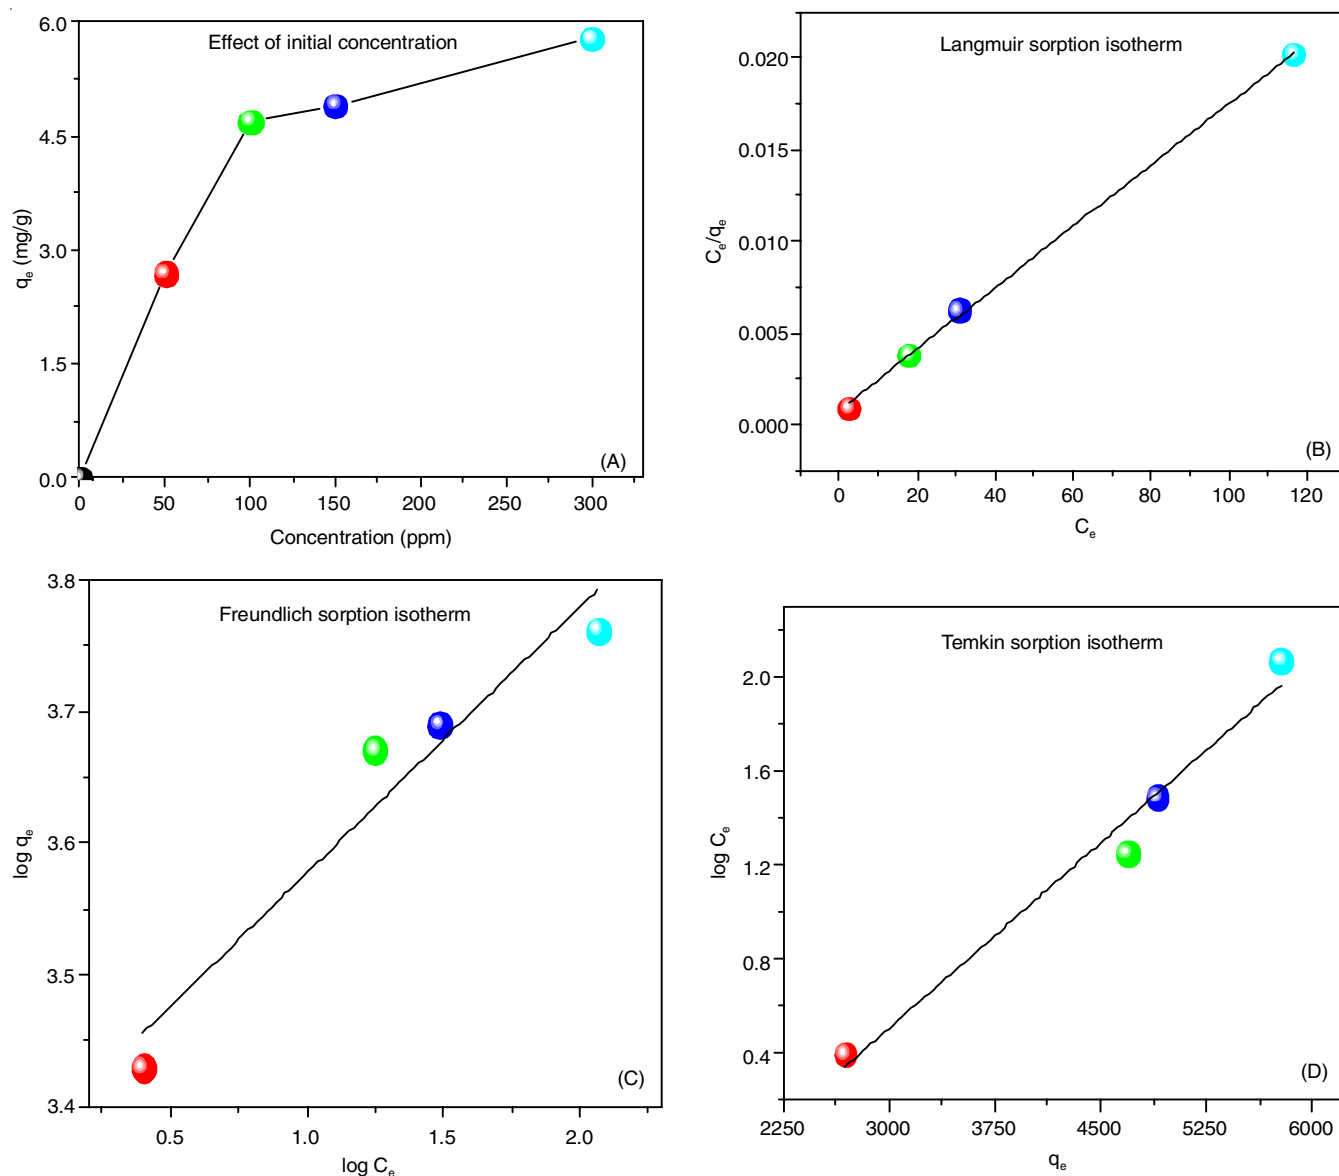 Effect of initial concentration
6.0
4.5
3.0
1.5
0.0
qe (mg/g)
(A)
0 50 100 150 200 250 300
Concentration (ppm)
Langmuir sorption isotherm
0.020
0.015
0.010
0.005
0.000
Ce/qe
(B)
0 20 40 60 80 100 120
Ce
Freundlich sorption isotherm
3.8
3.7
3.6
3.5
3.4
log qe
(C)
0.5 1.0 1.5 2.0
log Ce
Temkin sorption isotherm
2.0
1.6
1.2
0.8
0.4
log Ce
(D)
2250 3000 3750 4500 5250 6000
qe